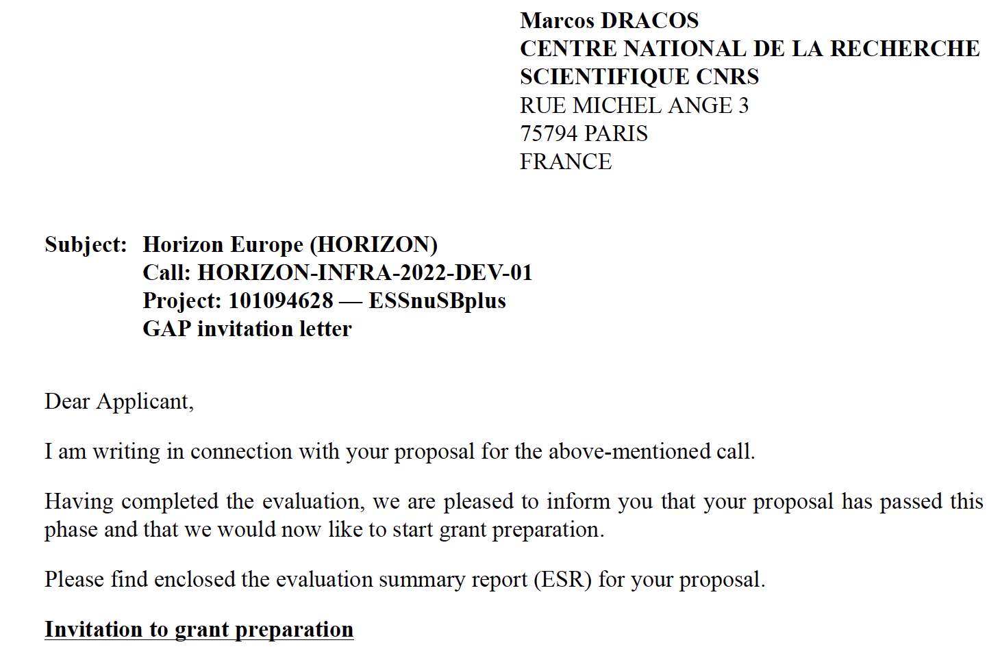 Marcos DRACOS
CENTRE NATIONAL DE LA RECHERCHE
SCIENTIFIQUE CNRS
RUE MICHEL ANGE 3
75794 PARIS
FRANCE
Subject: Horizon Europe (HORIZON)
Call: HORIZON-INFRA-2022-DEV-01
Project: 101094628 — ESSnuSBplus
GAP invitation letter
Dear Applicant,
I am writing in connection with your proposal for the above-mentioned call.
Having completed the evaluation, we are pleased to inform you that your proposal has passed this
phase and that we would now like to start grant preparation.
Please find enclosed the evaluation summary report (ESR) for your proposal.
Invitation to grant preparation